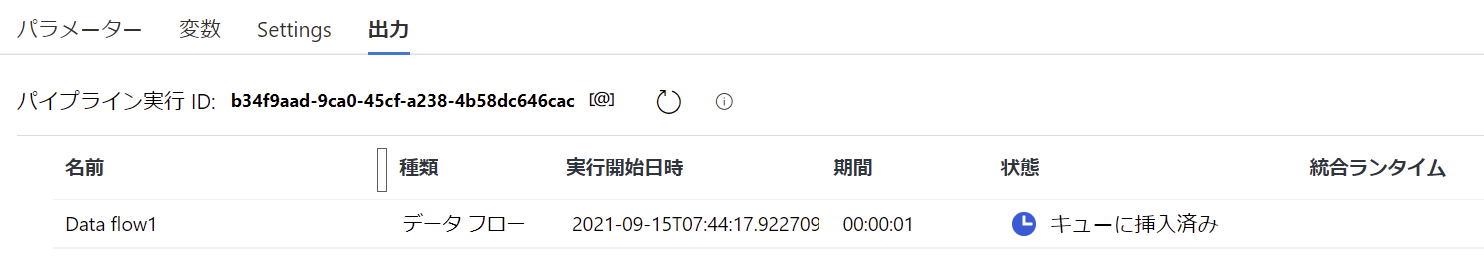 パラメーター 変数 Settings 出力
パイプライン実行 ID: b34f9aad-9ca0-45cf-a238-4b58dc646cac [@]
名前 種類 実行開始日時 期間 状態 統合ランタイム
Data flow1 データ フロー 2021-09-15T07:44:17.922709 00:00:01 キューに挿入済み